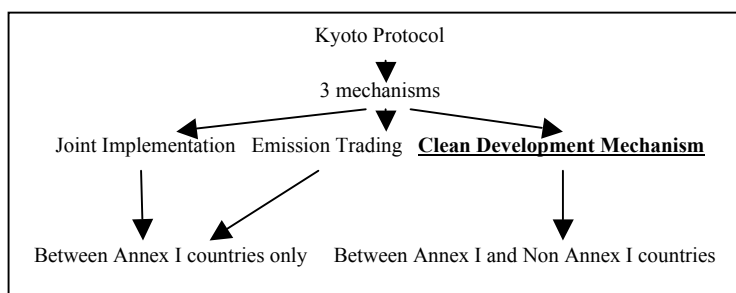 Kyoto Protocol
3 mechanisms
Joint Implementation Emission Trading Clean Development Mechanism
Between Annex I countries only Between Annex I and Non Annex I countries